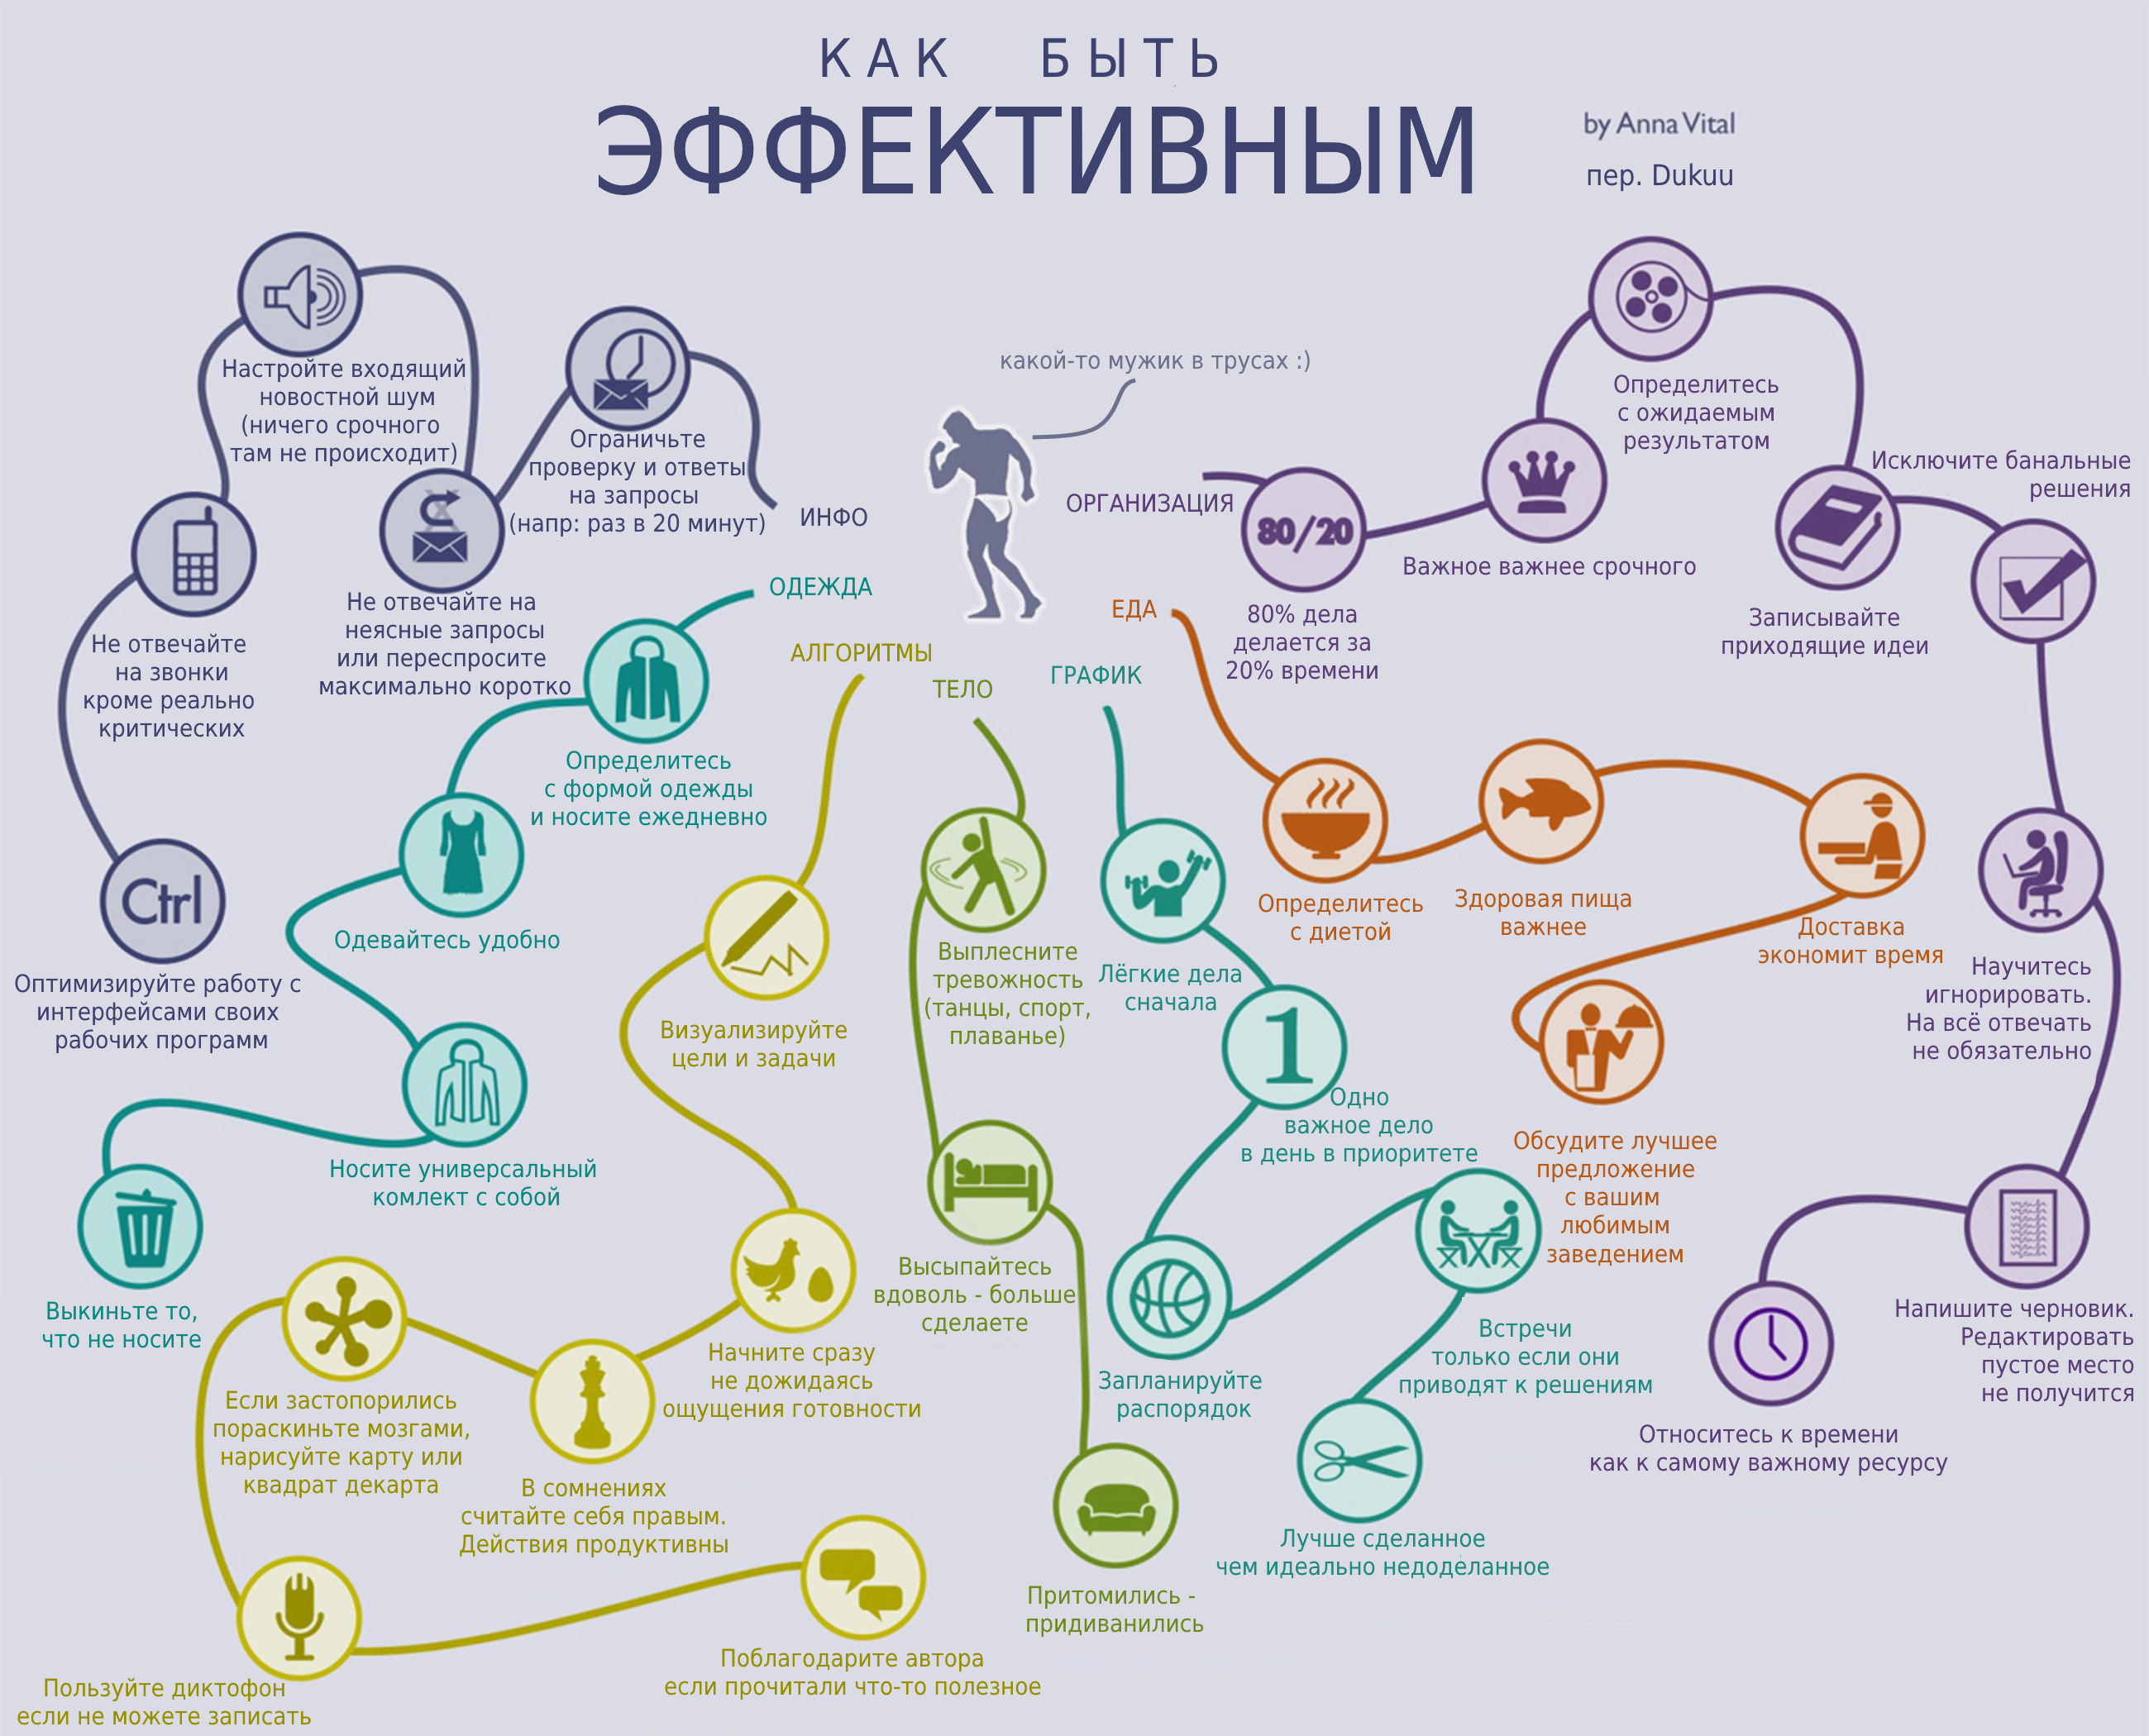 КАК БЫТЬ
ЭФФЕКТИВНЫМ
by Anna Vital
пер. Dukuu
какой-то мужик в трусах :)
ИНФО
Ограничьте
проверку и ответы
на запросы
(напр: раз в 20 минут)
Не отвечайте на
неясные запросы
или переспросите
максимально коротко
Настройте входящий
новостной шум
(ничего срочного
там не происходит)
Не отвечайте
на звонки
кроме реально
критических
Ctrl
Оптимизируйте работу с
интерфейсами своих
рабочих программ
ОДЕЖДА
Определитесь
с формой одежды
и носите ежедневно
Одевайтесь удобно
Носите универсальный
комлект с собой
Выкиньте то,
что не носите
АЛГОРИТМЫ
Визуализируйте
цели и задачи
Начните сразу
не дожидаясь
ощущения готовности
В сомнениях
считайте себя правым.
Действия продуктивны
Если застопорились
пораскиньте мозгами,
нарисуйте карту или
квадрат декарта
Пользуйте диктофон
если не можете записать
Поблагодарите автора
если прочитали что-то полезное
ТЕЛО
Выплесните
тревожность
(танцы, спорт,
плаванье)
Высыпайтесь
вдоволь - больше
сделаете
Притомились -
придиванились
ГРАФИК
Лёгкие дела
сначала
1
Одно
важное дело
в день в приоритете
Запланируйте
распорядок
Встречи
только если они
приводят к решениям
Лучше сделанное
чем идеально недоделанное
ЕДА
Определитесь
с диетой
Здоровая пища
важнее
Доставка
экономит время
Обсудите лучшее
предложение
с вашим
любимым
заведением
ОРГАНИЗАЦИЯ
80/20
80% дела
делается за
20% времени
Важное важнее срочного
Определитесь
с ожидаемым
результатом
Записывайте
приходящие идеи
Исключите банальные
решения
Научитесь
игнорировать.
На всё отвечать
не обязательно
Напишите черновик.
Редактировать
пустое место
не получится
Относитесь к времени
как к самому важному ресурсу